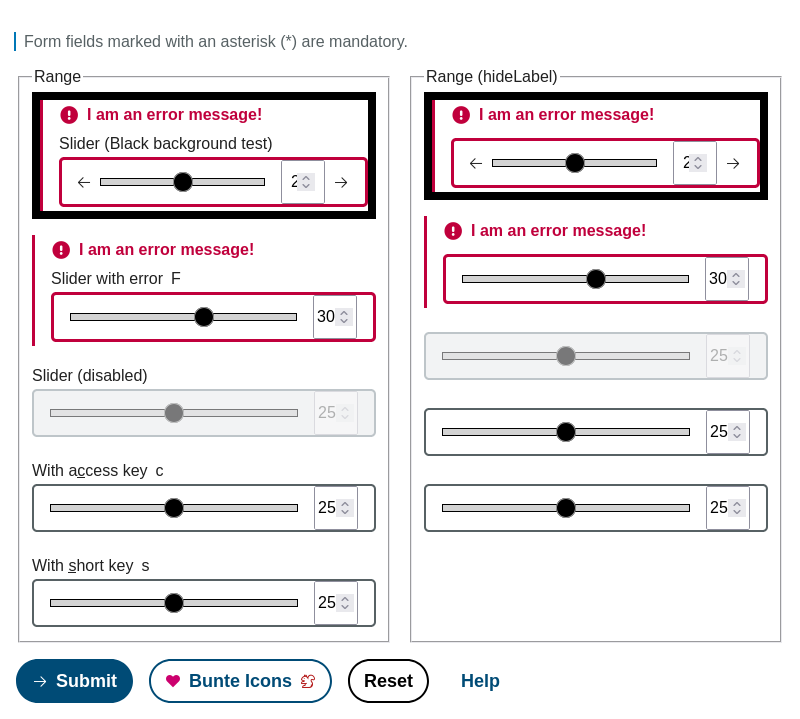 Form fields marked with an asterisk (*) are mandatory.
Range
I am an error message!
Slider (Black background test)
I am an error message!
Slider with error F
30
Slider (disabled)
25
With access key c
25
With short key s
25
Range (hideLabel)
I am an error message!
I am an error message!
30
25
25
25
Submit
Bunte Icons
Reset
Help